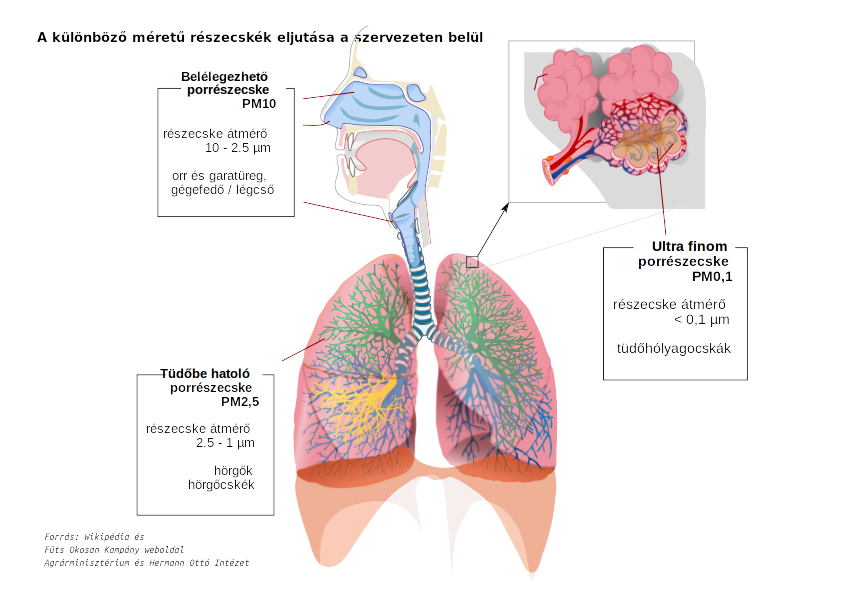 A különböző méretű részecskék eljutása a szervezeten belül
Belélegezhető
porrészecske
PM10
részecske átmérő
10 - 2.5 µm
orr és garatüreg,
gégefedő / légcső
Ultra finom
porrészecske
PM0,1
részecske átmérő
< 0,1 µm
tüdőhólyagocskák
Tüdőbe hatoló
porrészecske
PM2,5
részecske átmérő
2.5 - 1 µm
hörgők
hörgőcskék
Forrás: Wikipédia és
Fűts Okosan Kampány weboldal
Agrárminisztérium és Hermann Ottó Intézet